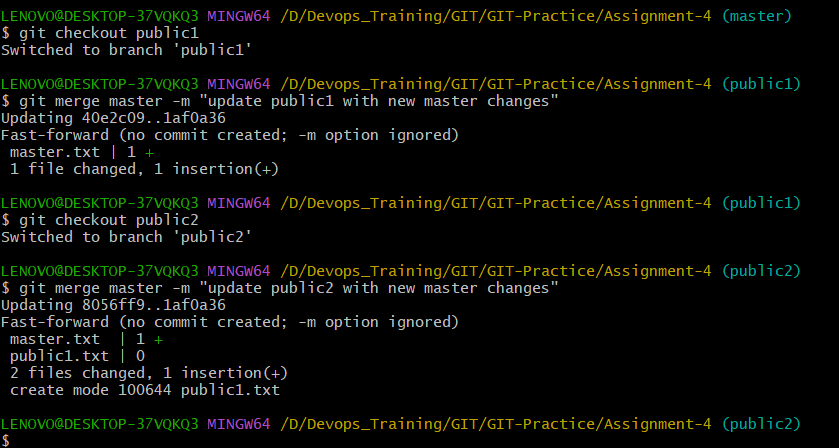 LENOVO@DESKTOP-37VQKQ3 MINGW64 /D/Devops_Training/GIT/GIT-Practice/Assignment-4 (master)
$ git checkout public1
Switched to branch 'public1'
LENOVO@DESKTOP-37VQKQ3 MINGW64 /D/Devops_Training/GIT/GIT-Practice/Assignment-4 (public1)
$ git merge master -m "update public1 with new master changes"
Updating 40e2c09..1af0a36
Fast-forward (no commit created; -m option ignored)
 master.txt | 1 +
 1 file changed, 1 insertion(+)
LENOVO@DESKTOP-37VQKQ3 MINGW64 /D/Devops_Training/GIT/GIT-Practice/Assignment-4 (public1)
$ git checkout public2
Switched to branch 'public2'
LENOVO@DESKTOP-37VQKQ3 MINGW64 /D/Devops_Training/GIT/GIT-Practice/Assignment-4 (public2)
$ git merge master -m "update public2 with new master changes"
Updating 8056ff9..1af0a36
Fast-forward (no commit created; -m option ignored)
 master.txt  | 1 +
 public1.txt | 0
 2 files changed, 1 insertion(+)
 create mode 100644 public1.txt
LENOVO@DESKTOP-37VQKQ3 MINGW64 /D/Devops_Training/GIT/GIT-Practice/Assignment-4 (public2)
$